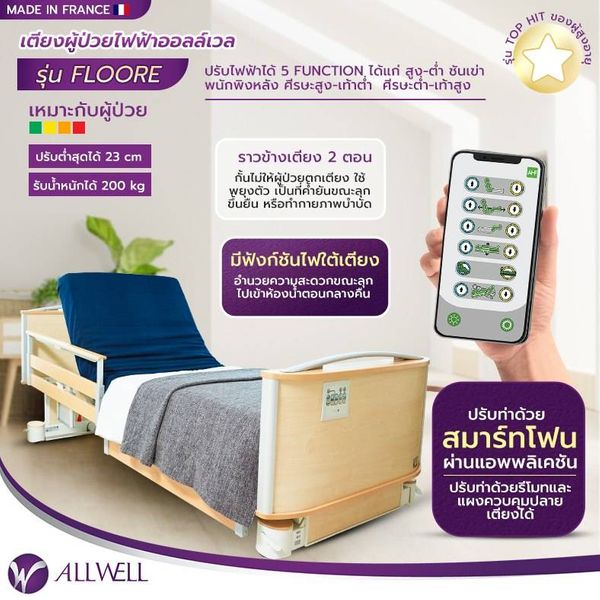 MADE IN FRANCE
เตียงผู้ป่วยไฟฟ้าออลล์เวล
รุ่น FLOORE
รุ่น TOP HIT ของผู้สูงอายุ
ปรับไฟฟ้าได้ 5 FUNCTION ได้แก่ สูง-ต่ำ ชันเข่า
พนักพิงหลัง ศีรษะสูง-เท้าต่ำ ศีรษะต่ำ-เท้าสูง
เหมาะกับผู้ป่วย
ปรับต่ำสุดได้ 23 cm
รับน้ำหนักได้ 200 kg
ราวข้างเตียง 2 ตอน
กั้นไม่ให้ผู้ป่วยตกเตียง ใช้
พยุงตัว เป็นที่ค้ำยันขณะลุก
ขึ้นยืน หรือทำกายภาพบำบัด
มีฟังก์ชันไฟใต้เตียง
อำนวยความสะดวกขณะลุก
ไปเข้าห้องน้ำตอนกลางคืน
ปรับท่าด้วย
สมาร์ทโฟน
ผ่านแอพพลิเคชัน
ปรับท่าด้วยรีโมทและ
แผงควบคุมปลาย
เตียงได้
ALLWELL